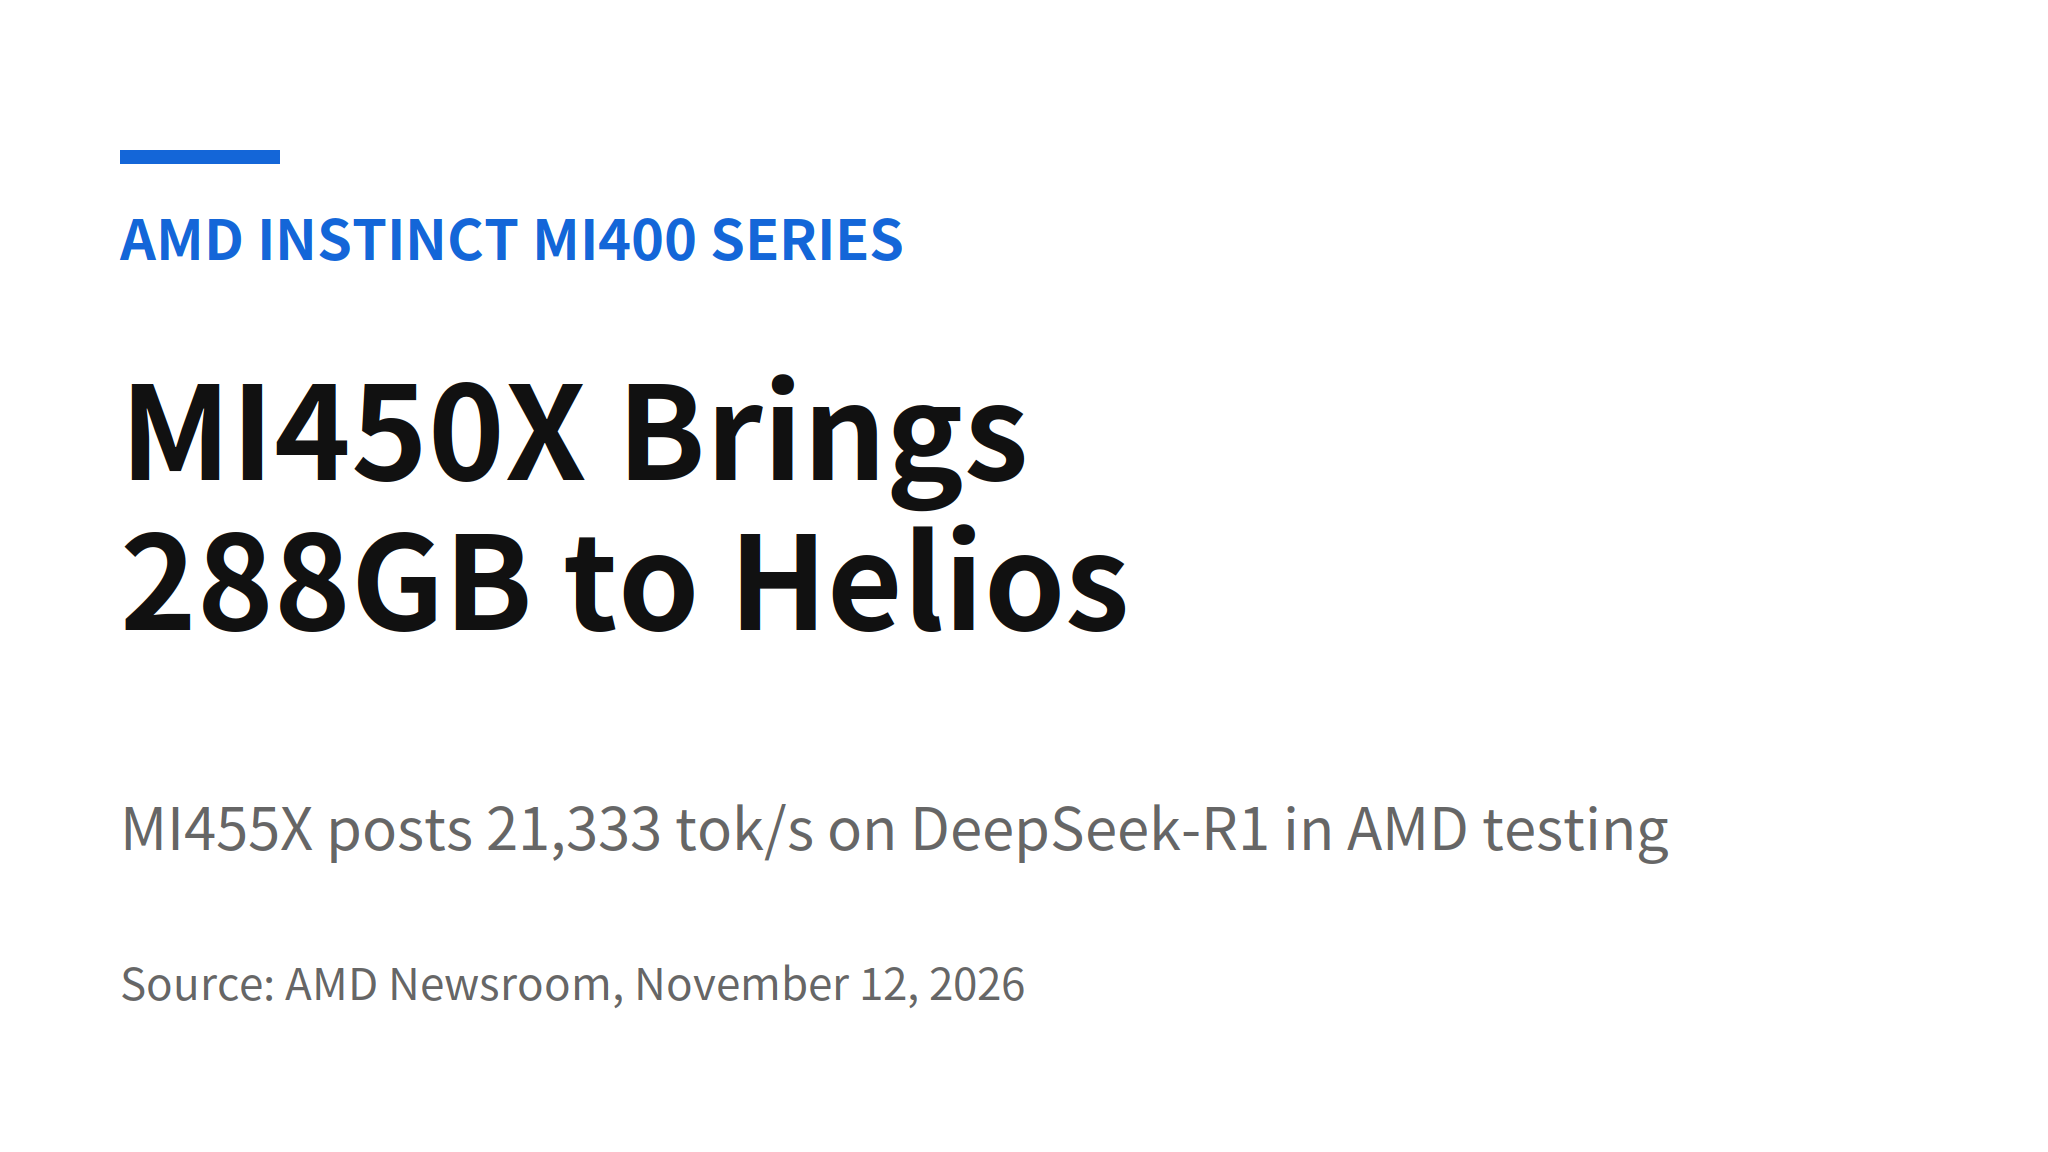 AMD INSTINCT MI400 SERIES
MI450X Brings
288GB to Helios
MI455X posts 21,333 tok/s on DeepSeek-R1 in AMD testing
Source: AMD Newsroom, November 12, 2026